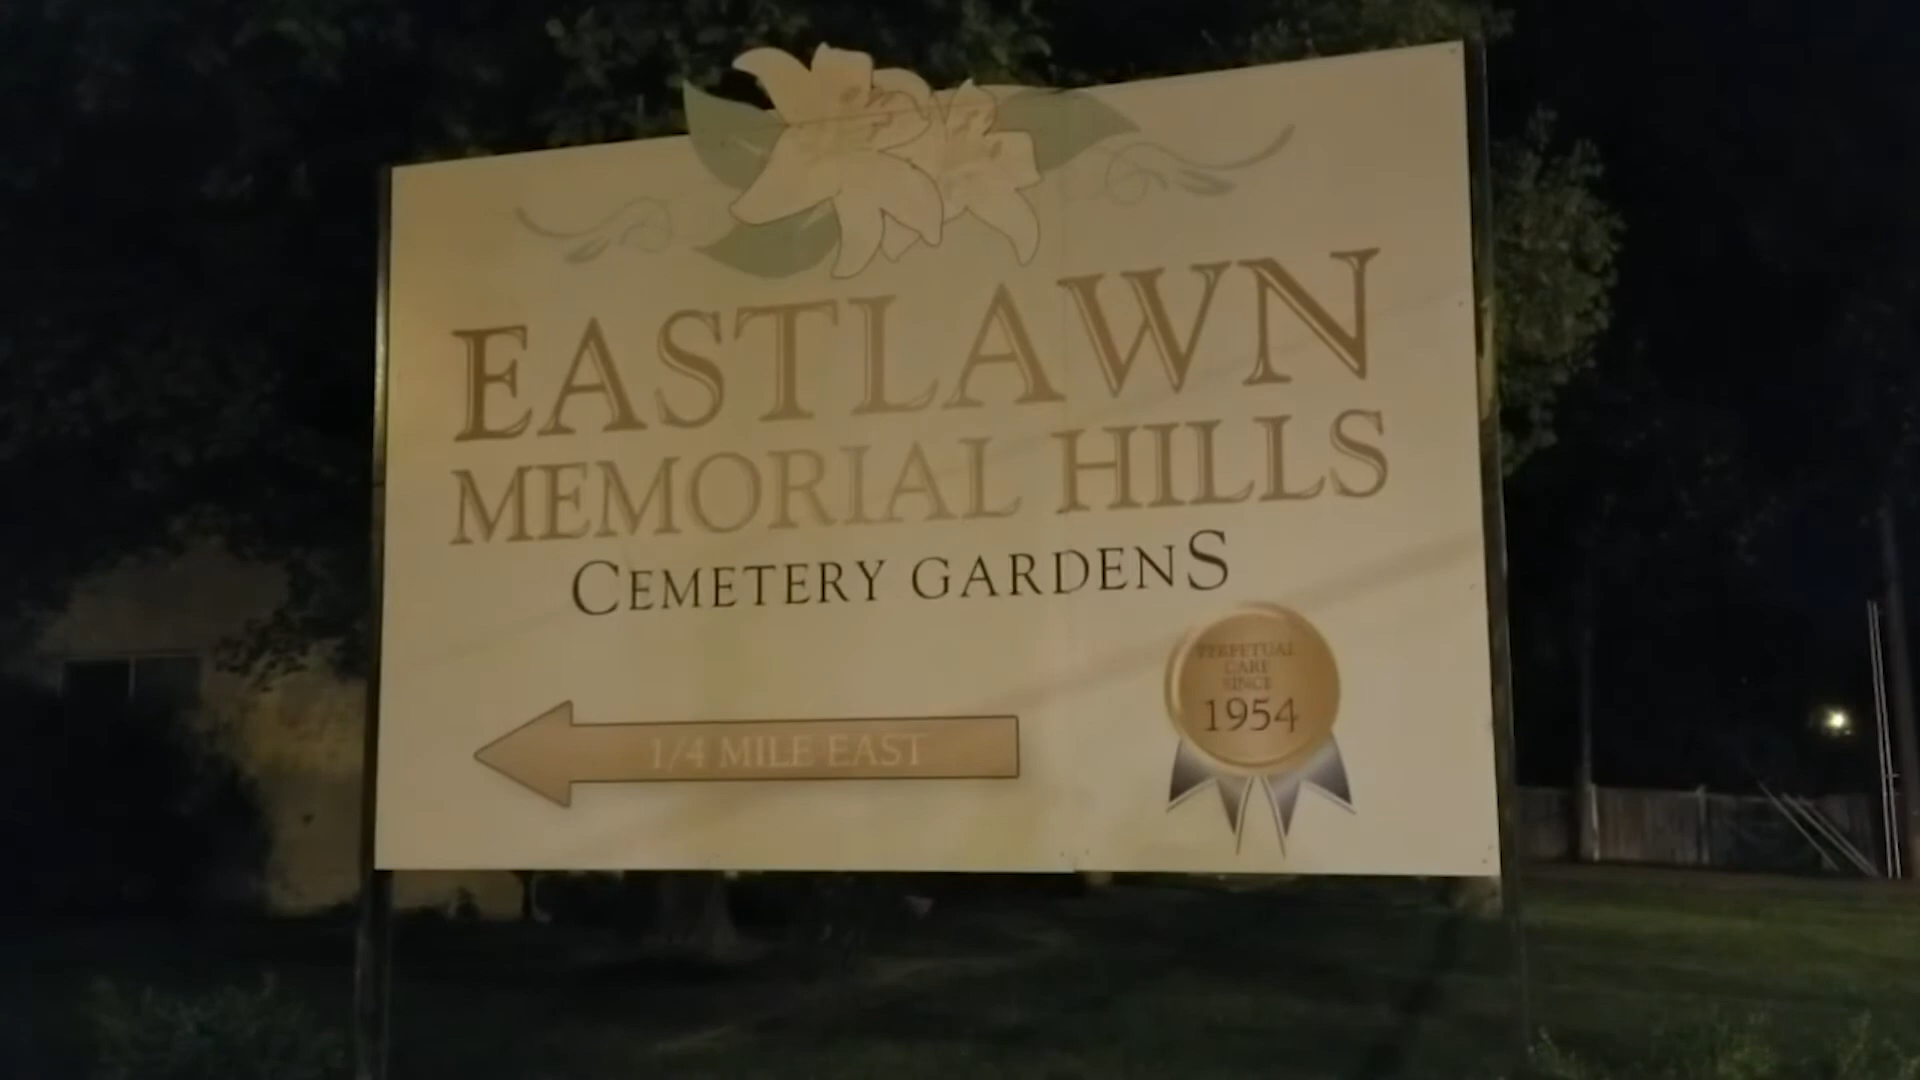 EASTLAWN
MEMORIAL HILLS
CEMETERY GARDENS
PERPETUAL
CARE
SINCE
1954
1/4 MILE EAST